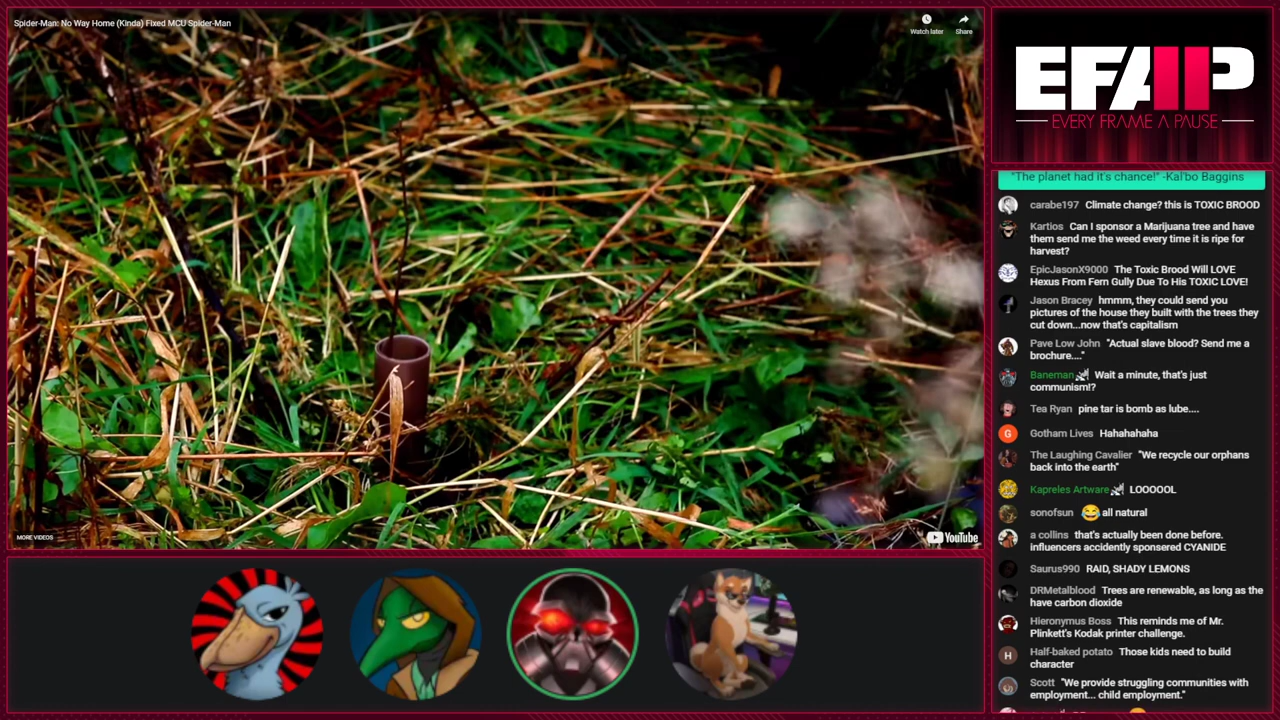 Spider-Man: No Way Home (Kinda) Fixed MCU Spider-Man
Watch later
Share
MORE VIDEOS
YouTube
EFAP
EVERY FRAME A PAUSE
"The planet had it's chance!" -Kal'bo Baggins
carabe197 Climate change? this is TOXIC BROOD
Kartios Can I sponsor a Marijuana tree and have
them send me the weed every time it is ripe for
harvest?
EpicJasonX9000 The Toxic Brood Will LOVE
Hexus From Fern Gully Due To His TOXIC LOVE!
Jason Bracey hmmm, they could send you
pictures of the house they built with the trees they
cut down...now that's capitalism
Pave Low John "Actual slave blood? Send me a
brochure...."
Baneman Wait a minute, that's just
communism!?
Tea Ryan pine tar is bomb as lube....
G
Gotham Lives Hahahahaha
The Laughing Cavalier "We recycle our orphans
back into the earth"
Kapreles Artware LOOOOOL
sonofsun 😂 all natural
a collins that's actually been done before.
influencers accidently sponsered CYANIDE
Saurus990 RAID, SHADY LEMONS
DRMetalblood Trees are renewable, as long as the
have carbon dioxide
Hieronymus Boss This reminds me of Mr.
Plinkett's Kodak printer challenge.
H
Half-baked potato Those kids need to build
character
Scott "We provide struggling communities with
employment... child employment."